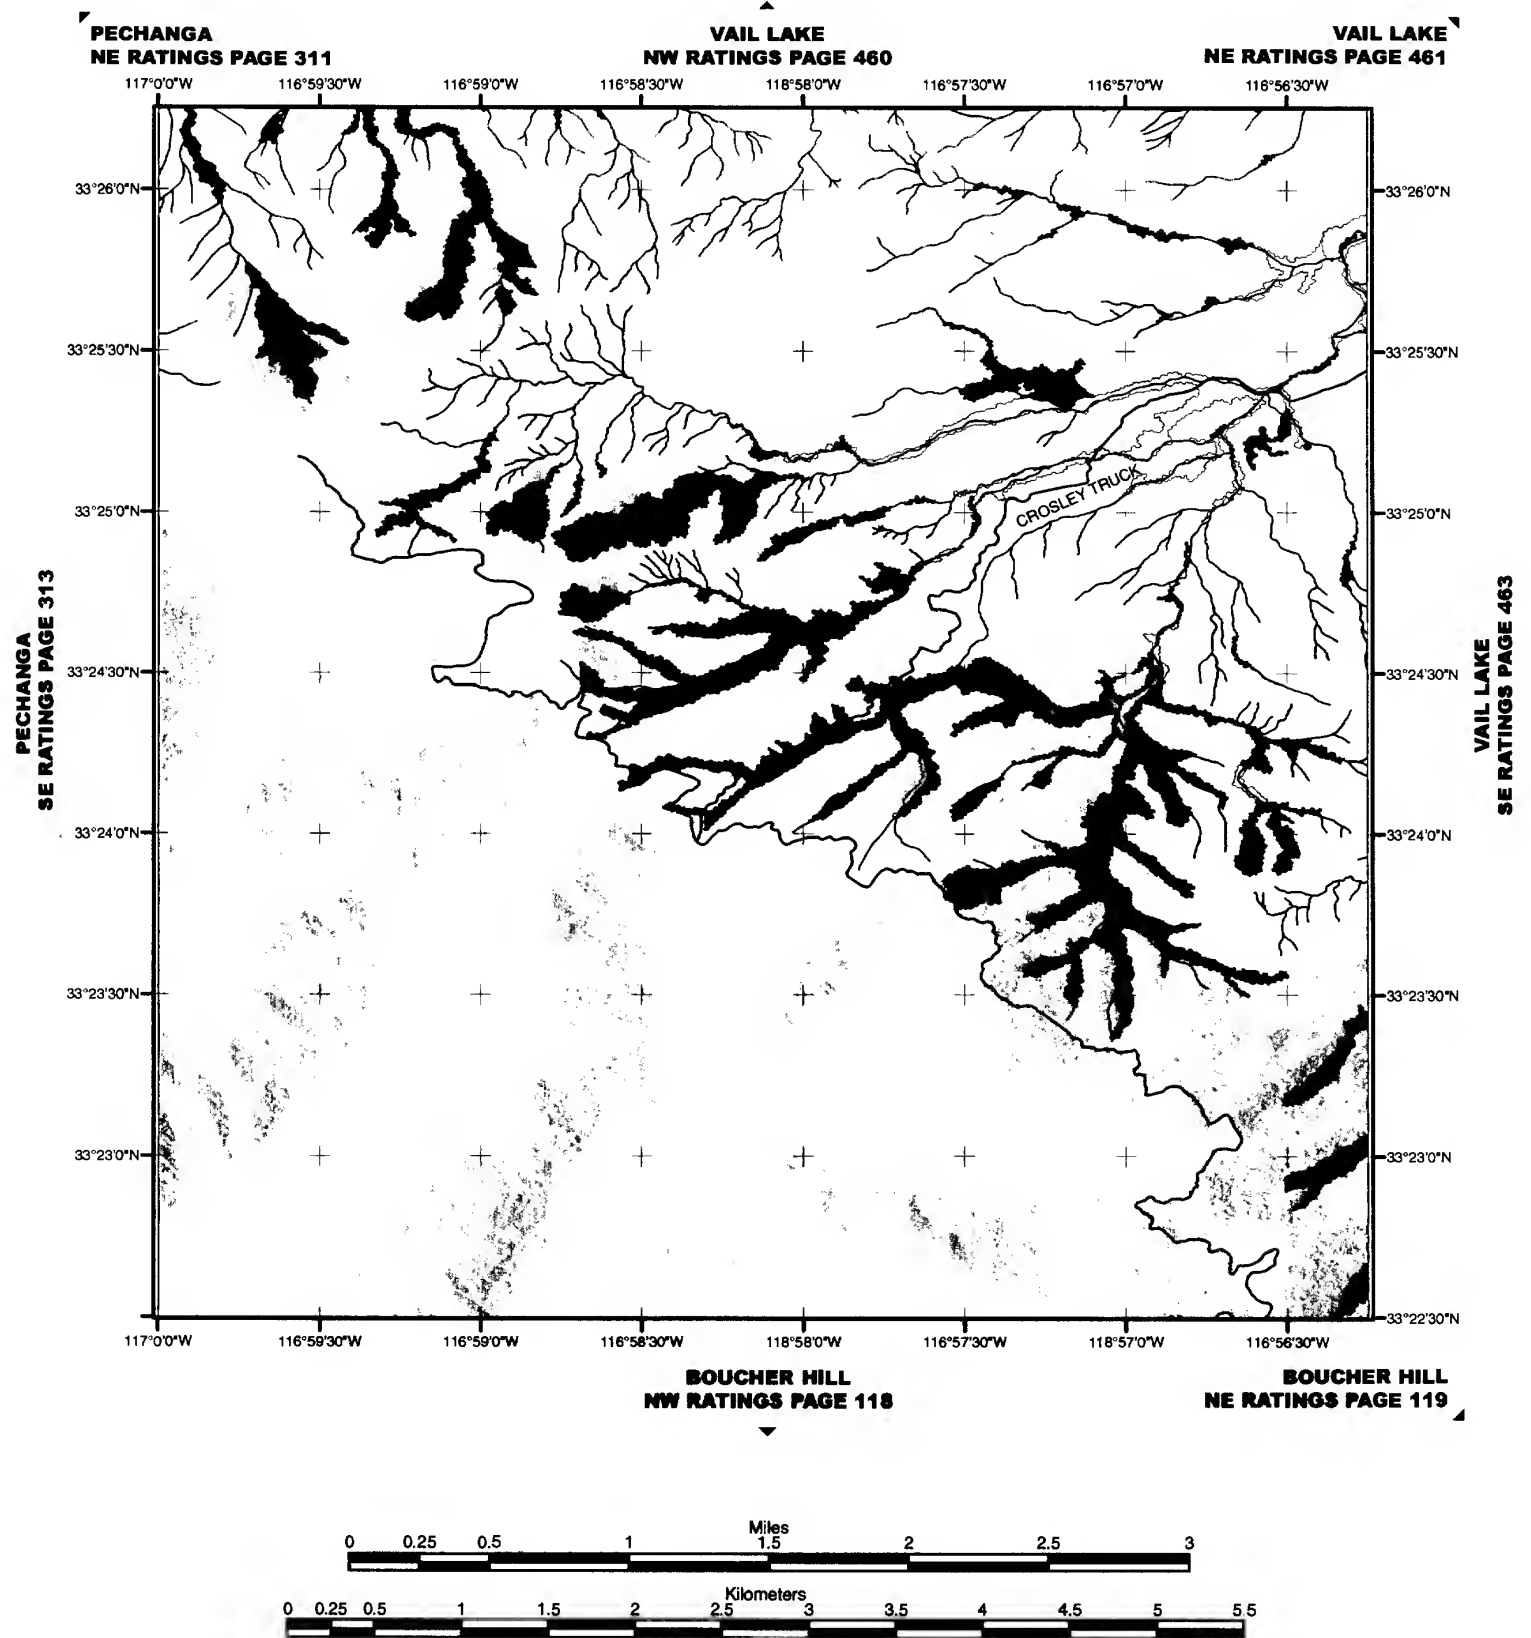 PECHANGA
NE RATINGS PAGE 311
VAIL LAKE
NW RATINGS PAGE 460
VAIL LAKE
NE RATINGS PAGE 461
117°0'0"W 116°59'30"W 116°59'0"W 116°58'30"W 118°58'0"W 116°57'30"W 116°57'0"W 118°56'30"W
33°26'0"N 33°26'0"N
33°25'30"N 33°25'30"N
CROSLEY TRUCK
33°25'0"N 33°25'0"N
PECHANGA
SE RATINGS PAGE 313
VAIL LAKE
SE RATINGS PAGE 463
33°24'30"N 33°24'30"N
33°24'0"N 33°24'0"N
33°23'30"N 33°23'30"N
33°23'0"N 33°23'0"N
33°22'30"N
117°0'0"W 116°59'30"W 116°59'0"W 116°58'30"W 118°58'0"W 116°57'30"W 118°57'0"W 116°56'30"W
BOUCHER HILL
NW RATINGS PAGE 118
BOUCHER HILL
NE RATINGS PAGE 119
Miles
0 0.25 0.5 1 1.5 2 2.5 3
Kilometers
0 0.25 0.5 1 1.5 2 2.5 3 3.5 4 4.5 5 5.5